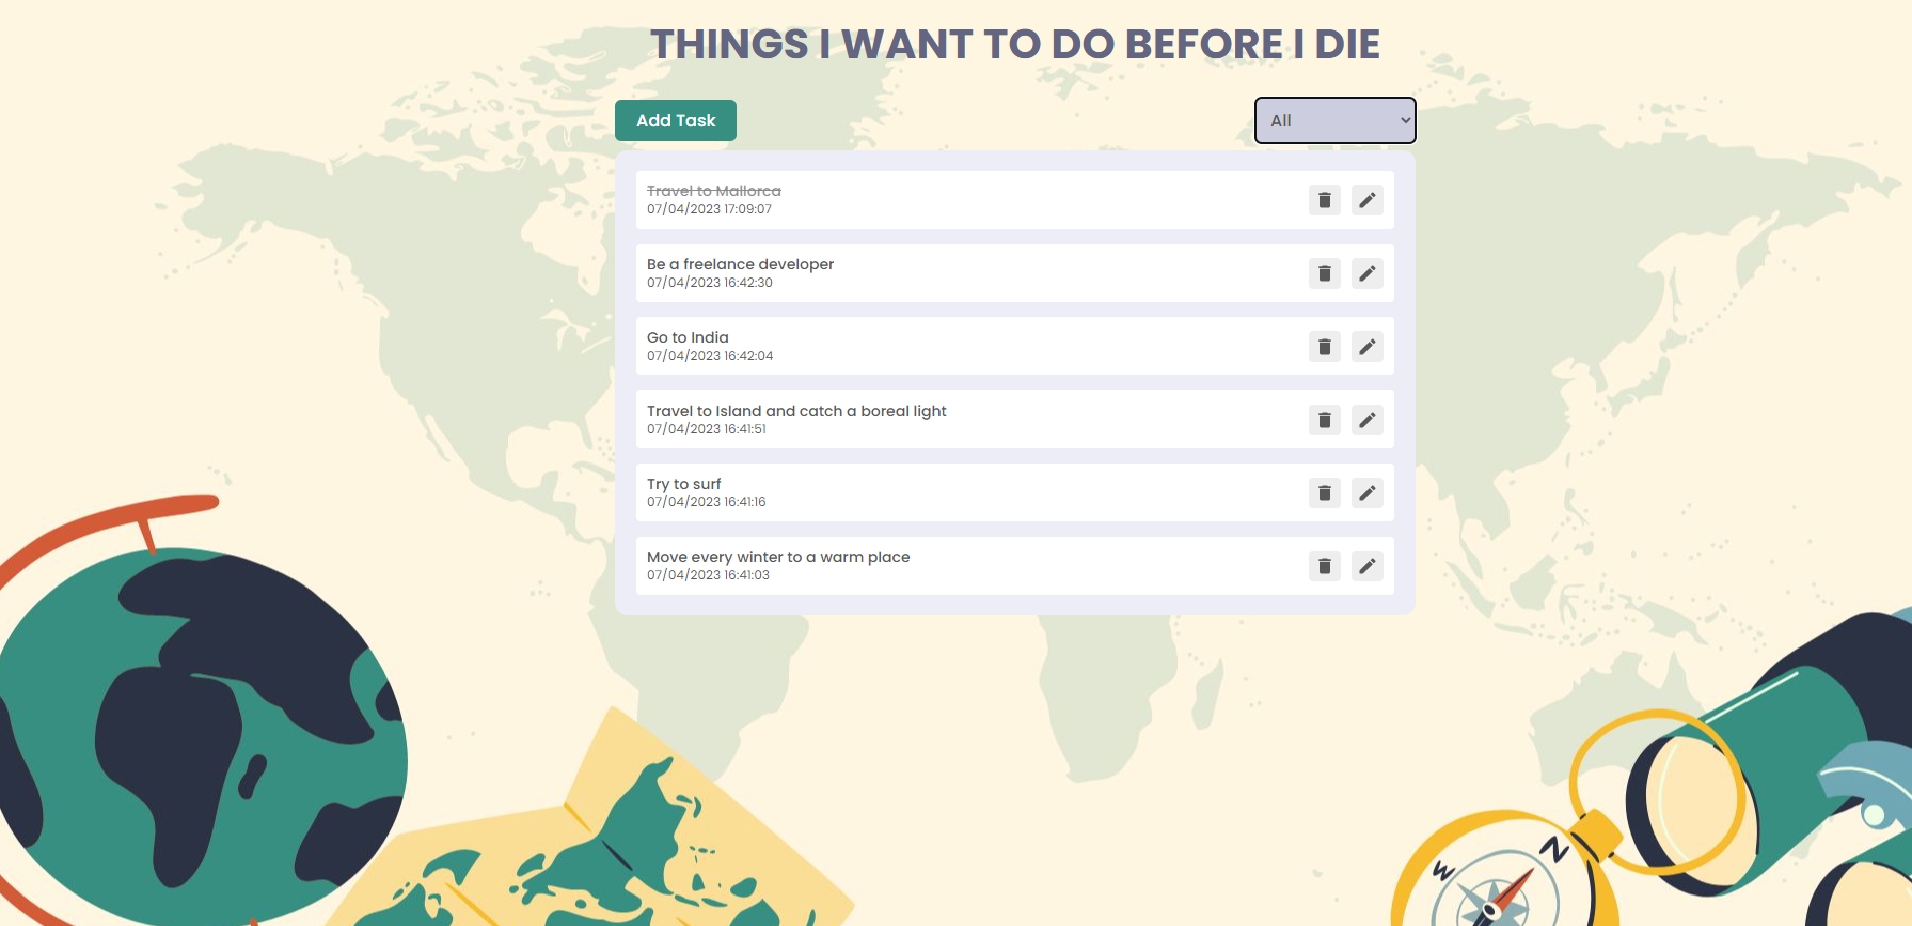 THINGS I WANT TO DO BEFORE I DIE
Add Task
All
Travel to Mallorca
07/04/2023 17:09:07
Be a freelance developer
07/04/2023 16:42:30
Go to India
07/04/2023 16:42:04
Travel to Island and catch a boreal light
07/04/2023 16:41:51
Try to surf
07/04/2023 16:41:16
Move every winter to a warm place
07/04/2023 16:41:03
N
W